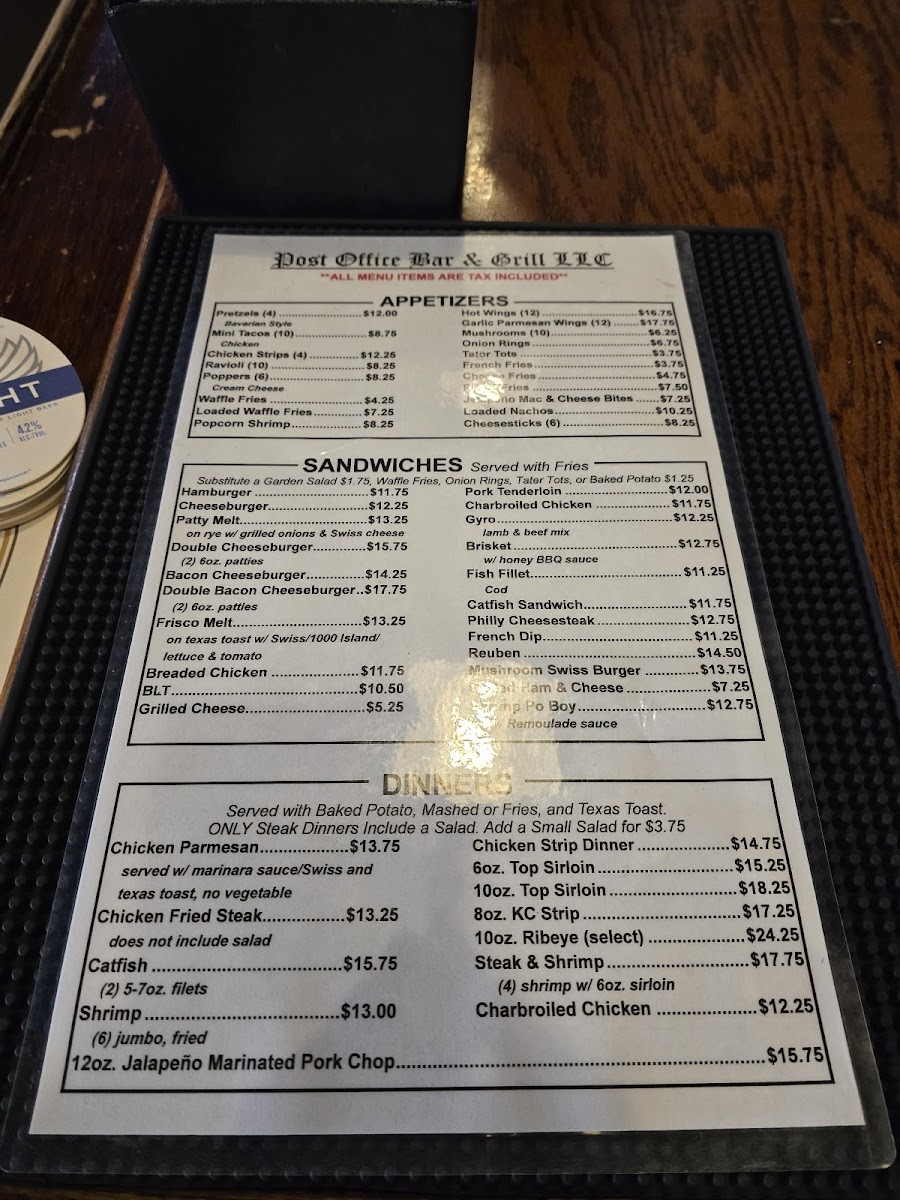 Post Office Bar & Grill LLC
**ALL MENU ITEMS ARE TAX INCLUDED**
APPETIZERS
Pretzels (4) $12.00
Bavarian Style
Mini Tacos (10) $8.75
Chicken
Chicken Strips (4) $12.25
Ravioli (10) $8.25
Poppers (6) $8.25
Cream Cheese
Waffle Fries $4.25
Loaded Waffle Fries $7.25
Popcorn Shrimp $8.25
Hot Wings (12) $16.75
Garlic Parmesan Wings (12) $17.75
Mushrooms (10) $6.25
Onion Rings $6.75
Tator Tots $3.75
French Fries $3.75
Fries $4.75
Fries $7.50
Jalapeño Mac & Cheese Bites $7.25
Loaded Nachos $10.25
Cheesesticks (6) $8.25
SANDWICHES Served with Fries
Substitute a Garden Salad $1.75, Waffle Fries, Onion Rings, Tater Tots, or Baked Potato $1.25
Hamburger $11.75
Cheeseburger $12.25
Patty Melt $13.25
on rye w/ grilled onions & Swiss cheese
Double Cheeseburger $15.75
(2) 6oz. patties
Bacon Cheeseburger $14.25
Double Bacon Cheeseburger $17.75
(2) 6oz. patties
Frisco Melt $13.25
on texas toast w/ Swiss/1000 Island/
lettuce & tomato
Breaded Chicken $11.75
BLT $10.50
Grilled Cheese $5.25
Pork Tenderloin $12.00
Charbroiled Chicken $11.75
Gyro $12.25
lamb & beef mix
Brisket $12.75
w/ honey BBQ sauce
Fish Fillet $11.25
Cod
Catfish Sandwich $11.75
Philly Cheesesteak $12.75
French Dip $11.25
Reuben $14.50
Mushroom Swiss Burger $13.75
Ham & Cheese $7.25
Po Boy $12.75
Remoulade sauce
DINNERS
Served with Baked Potato, Mashed or Fries, and Texas Toast.
ONLY Steak Dinners Include a Salad. Add a Small Salad for $3.75
Chicken Parmesan $13.75
served w/ marinara sauce/Swiss and
texas toast, no vegetable
Chicken Fried Steak $13.25
does not include salad
Catfish $15.75
(2) 5-7oz. filets
Shrimp $13.00
(6) jumbo, fried
Chicken Strip Dinner $14.75
6oz. Top Sirloin $15.25
10oz. Top Sirloin $18.25
8oz. KC Strip $17.25
10oz. Ribeye (select) $24.25
Steak & Shrimp $17.75
(4) shrimp w/ 6oz. sirloin
Charbroiled Chicken $12.25
12oz. Jalapeño Marinated Pork Chop $15.75
HT
LIGHT BEER
4.2%
ALC/VOL